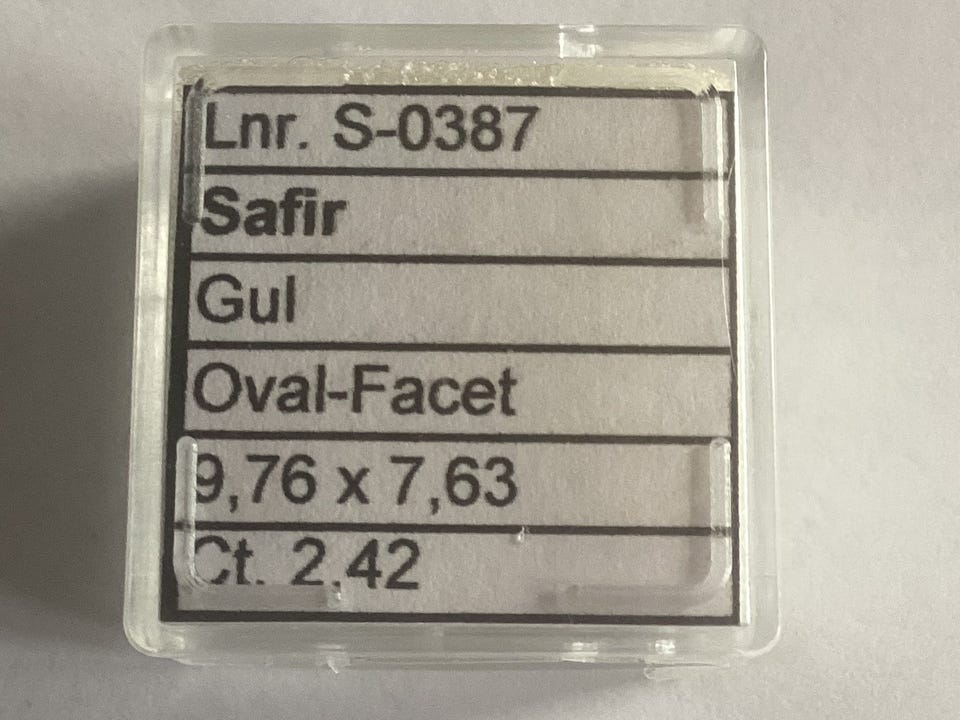 Lnr. S-0387
Safir
Gul
Oval-Facet
9,76 x 7,63
Ct. 2.42